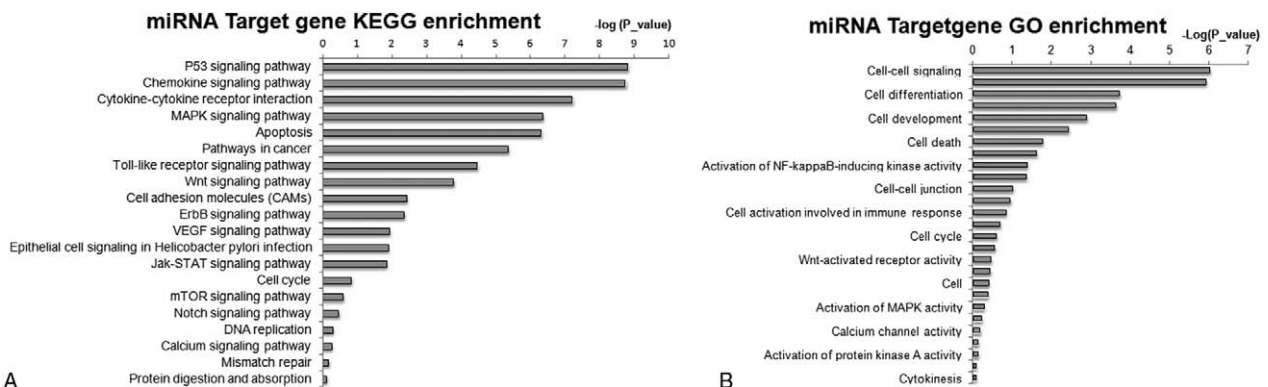 miRNA Target gene KEGG enrichment
-log (P_value)
0 1 2 3 4 5 6 7 8 9 10
P53 signaling pathway
Chemokine signaling pathway
Cytokine-cytokine receptor interaction
MAPK signaling pathway
Apoptosis
Pathways in cancer
Toll-like receptor signaling pathway
Wnt signaling pathway
Cell adhesion molecules (CAMs)
ErbB signaling pathway
VEGF signaling pathway
Epithelial cell signaling in Helicobacter pylori infection
Jak-STAT signaling pathway
Cell cycle
mTOR signaling pathway
Notch signaling pathway
DNA replication
Calcium signaling pathway
Mismatch repair
Protein digestion and absorption
A
miRNA Targetgene GO enrichment
-Log(P_value)
0 1 2 3 4 5 6 7
Cell-cell signaling
Cell differentiation
Cell development
Cell death
Activation of NF-kappaB-inducing kinase activity
Cell-cell junction
Cell activation involved in immune response
Cell cycle
Wnt-activated receptor activity
Cell
Activation of MAPK activity
Calcium channel activity
Activation of protein kinase A activity
Cytokinesis
B